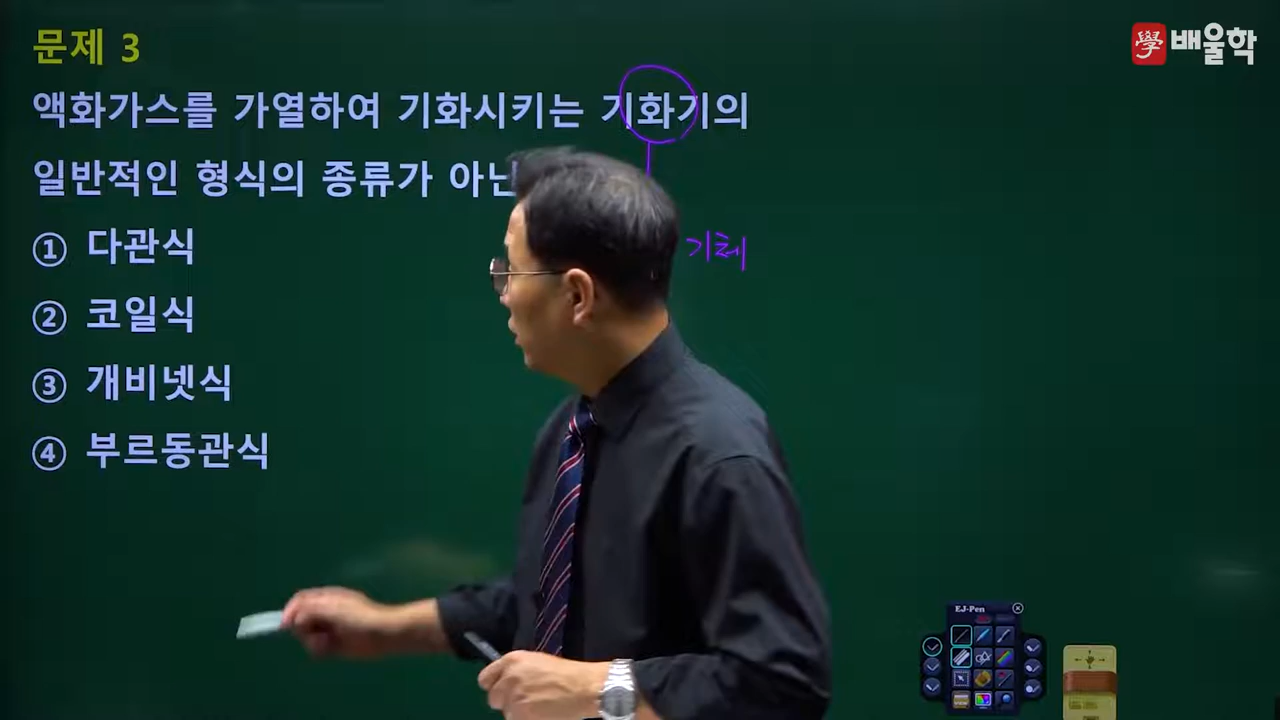 문제 3
學 배울학
액화가스를 가열하여 기화시키는 기화기의
일반적인 형식의 종류가 아닌
기체
① 다관식
② 코일식
③ 개비넷식
④ 부르동관식
EJ-Pen